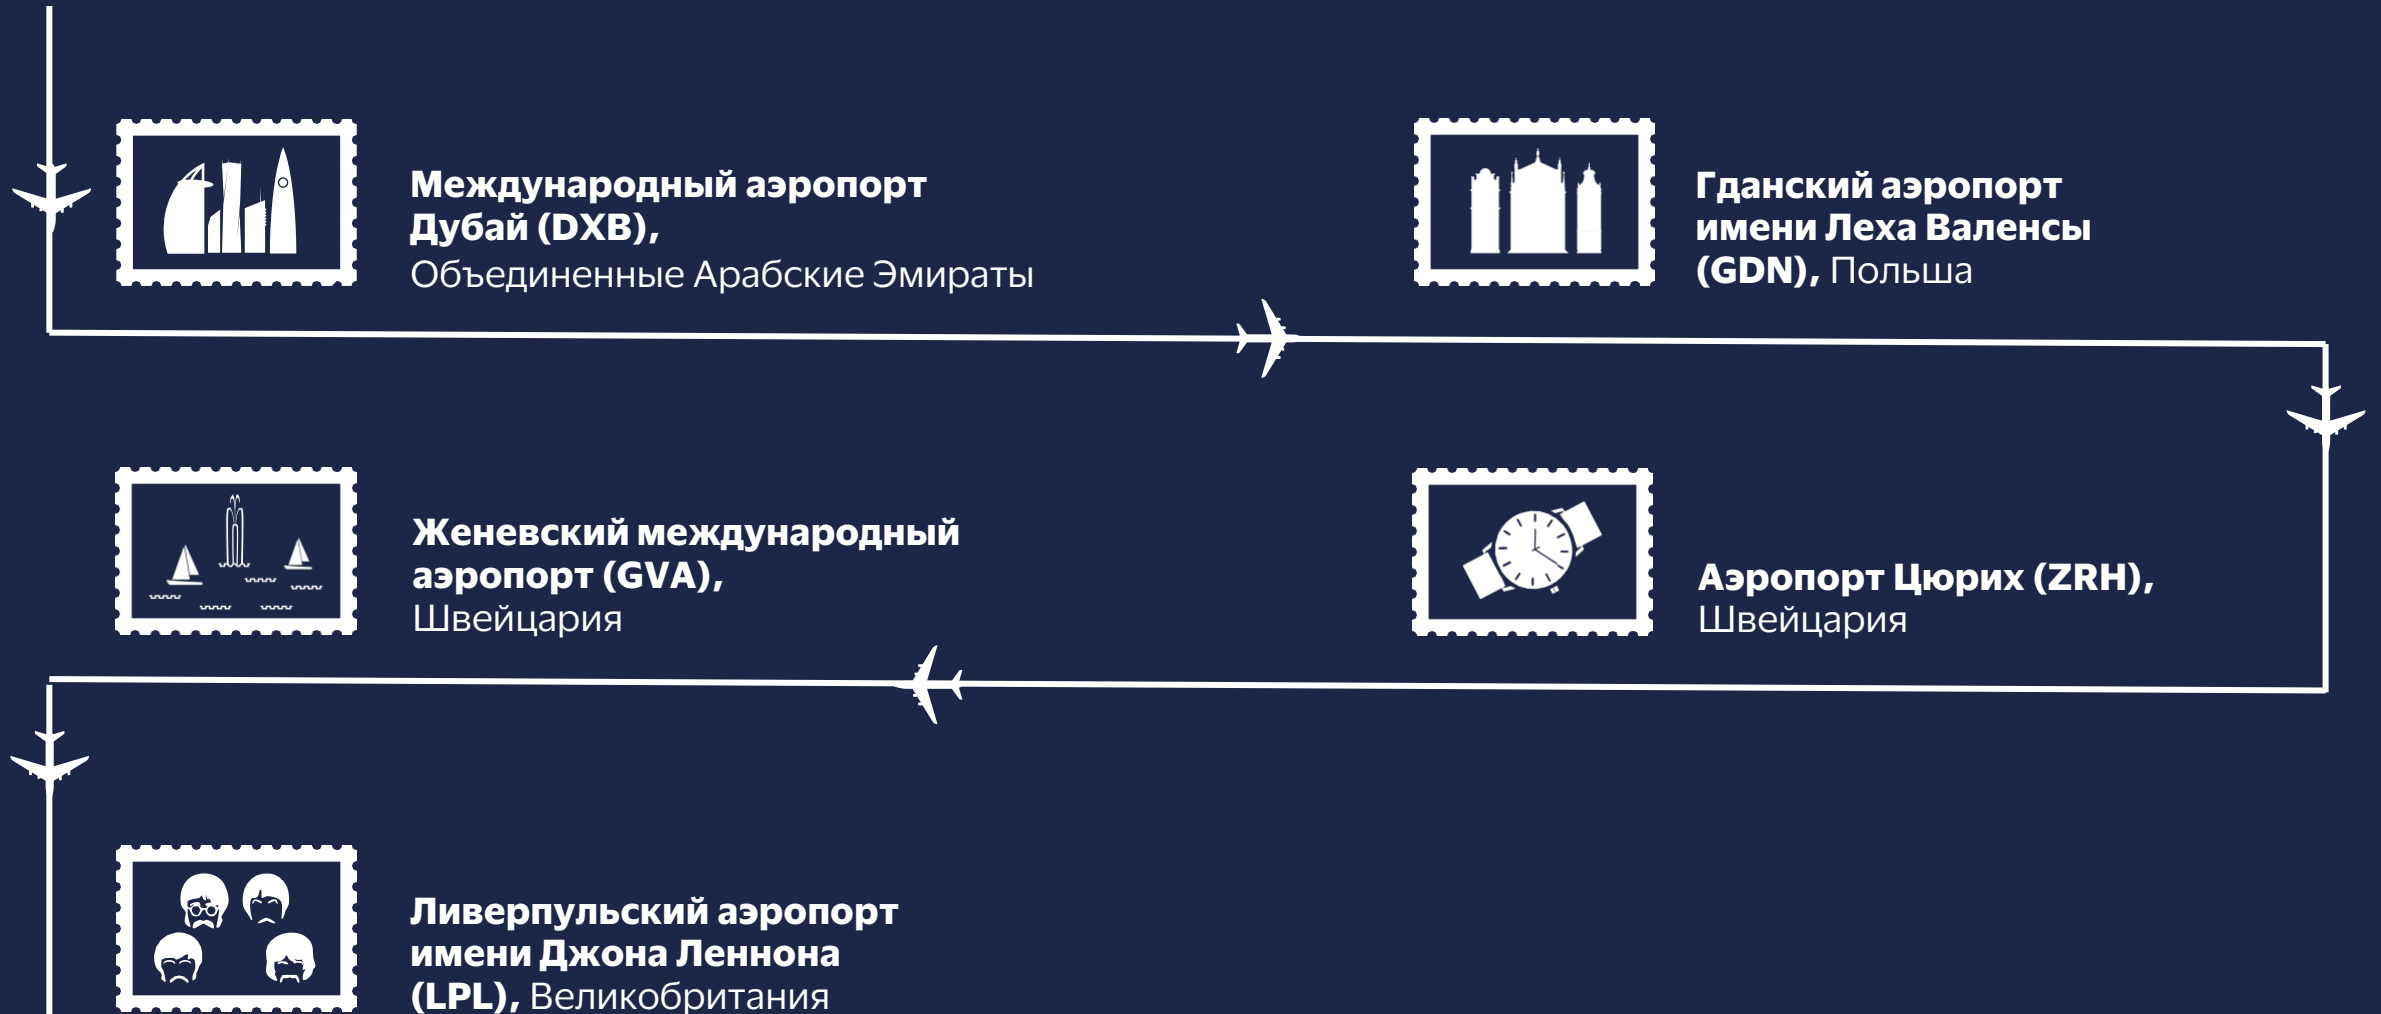 Международный аэропорт
Дубай (DXB),
Объединенные Арабские Эмираты
Гданский аэропорт
имени Леха Валенсы
(GDN), Польша
Женевский международный
аэропорт (GVA),
Швейцария
Аэропорт Цюрих (ZRH),
Швейцария
Ливерпульский аэропорт
имени Джона Леннона
(LPL), Великобритания